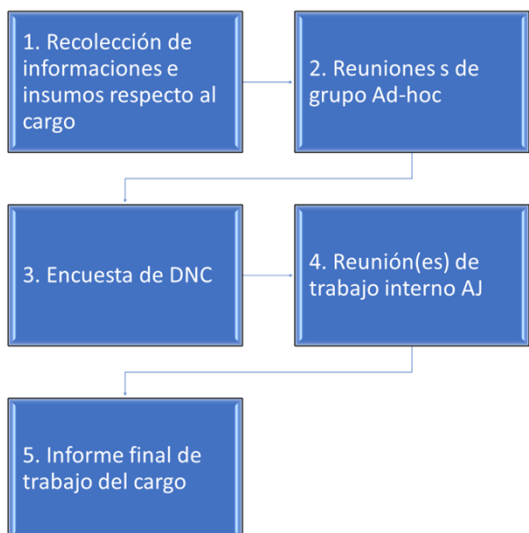 1. Recolección de
informaciones e
insumos respecto al
cargo
2. Reuniones s de
grupo Ad-hoc
3. Encuesta de DNC
4. Reunión(es) de
trabajo interno AJ
5. Informe final de
trabajo del cargo